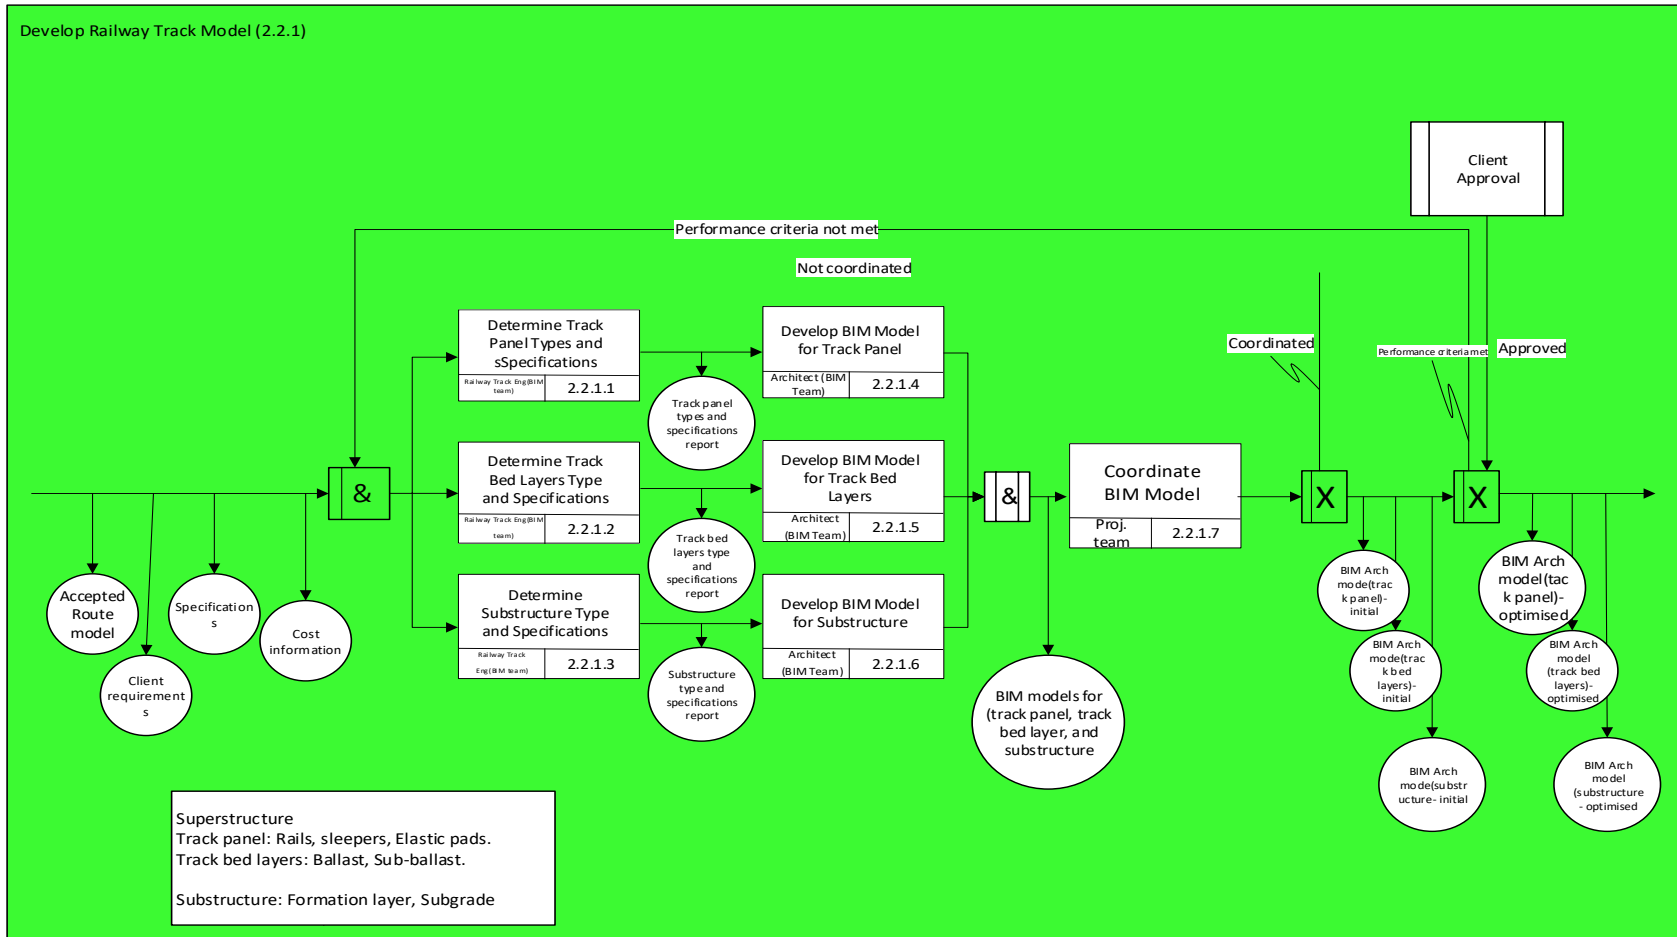 Develop Railway Track Model (2.2.1)
Client
Approval
Performance criteria not met
Not coordinated
Coordinated
Performance criteria met
Approved
&
Determine Track
Panel Types and
sSpecifications
Railway Track Eng(BIM
team)
2.2.1.1
Track panel
types and
specifications
report
Develop BIM Model
for Track Panel
Architect (BIM
Team)
2.2.1.4
Determine Track
Bed Layers Type
and Specifications
Railway Track Eng(BIM
team)
2.2.1.2
Track bed
layers type
and
specifications
report
Develop BIM Model
for Track Bed
Layers
Architect
(BIM Team)
2.2.1.5
Determine
Substructure Type
and Specifications
Railway Track
Eng(BIM team)
2.2.1.3
Substructure
type and
specifications
report
Develop BIM Model
for Substructure
Architect
(BIM Team)
2.2.1.6
&
Coordinate
BIM Model
Proj.
team
2.2.1.7
X
X
Accepted
Route
model
Client
requirement
s
Specification
s
Cost
information
BIM models for
(track panel, track
bed layer, and
substructure
BIM Arch
mode(trac
k panel)-
initial
BIM Arch
mode(trac
k bed
layers)-
initial
BIM Arch
mode(substr
ucture- initial
BIM Arch
model(tac
k panel)-
optimised
BIM Arch
model
(track bed
layers)-
optimised
BIM Arch
model
(substructure
- optimised
Superstructure
Track panel: Rails, sleepers, Elastic pads.
Track bed layers: Ballast, Sub-ballast.
Substructure: Formation layer, Subgrade